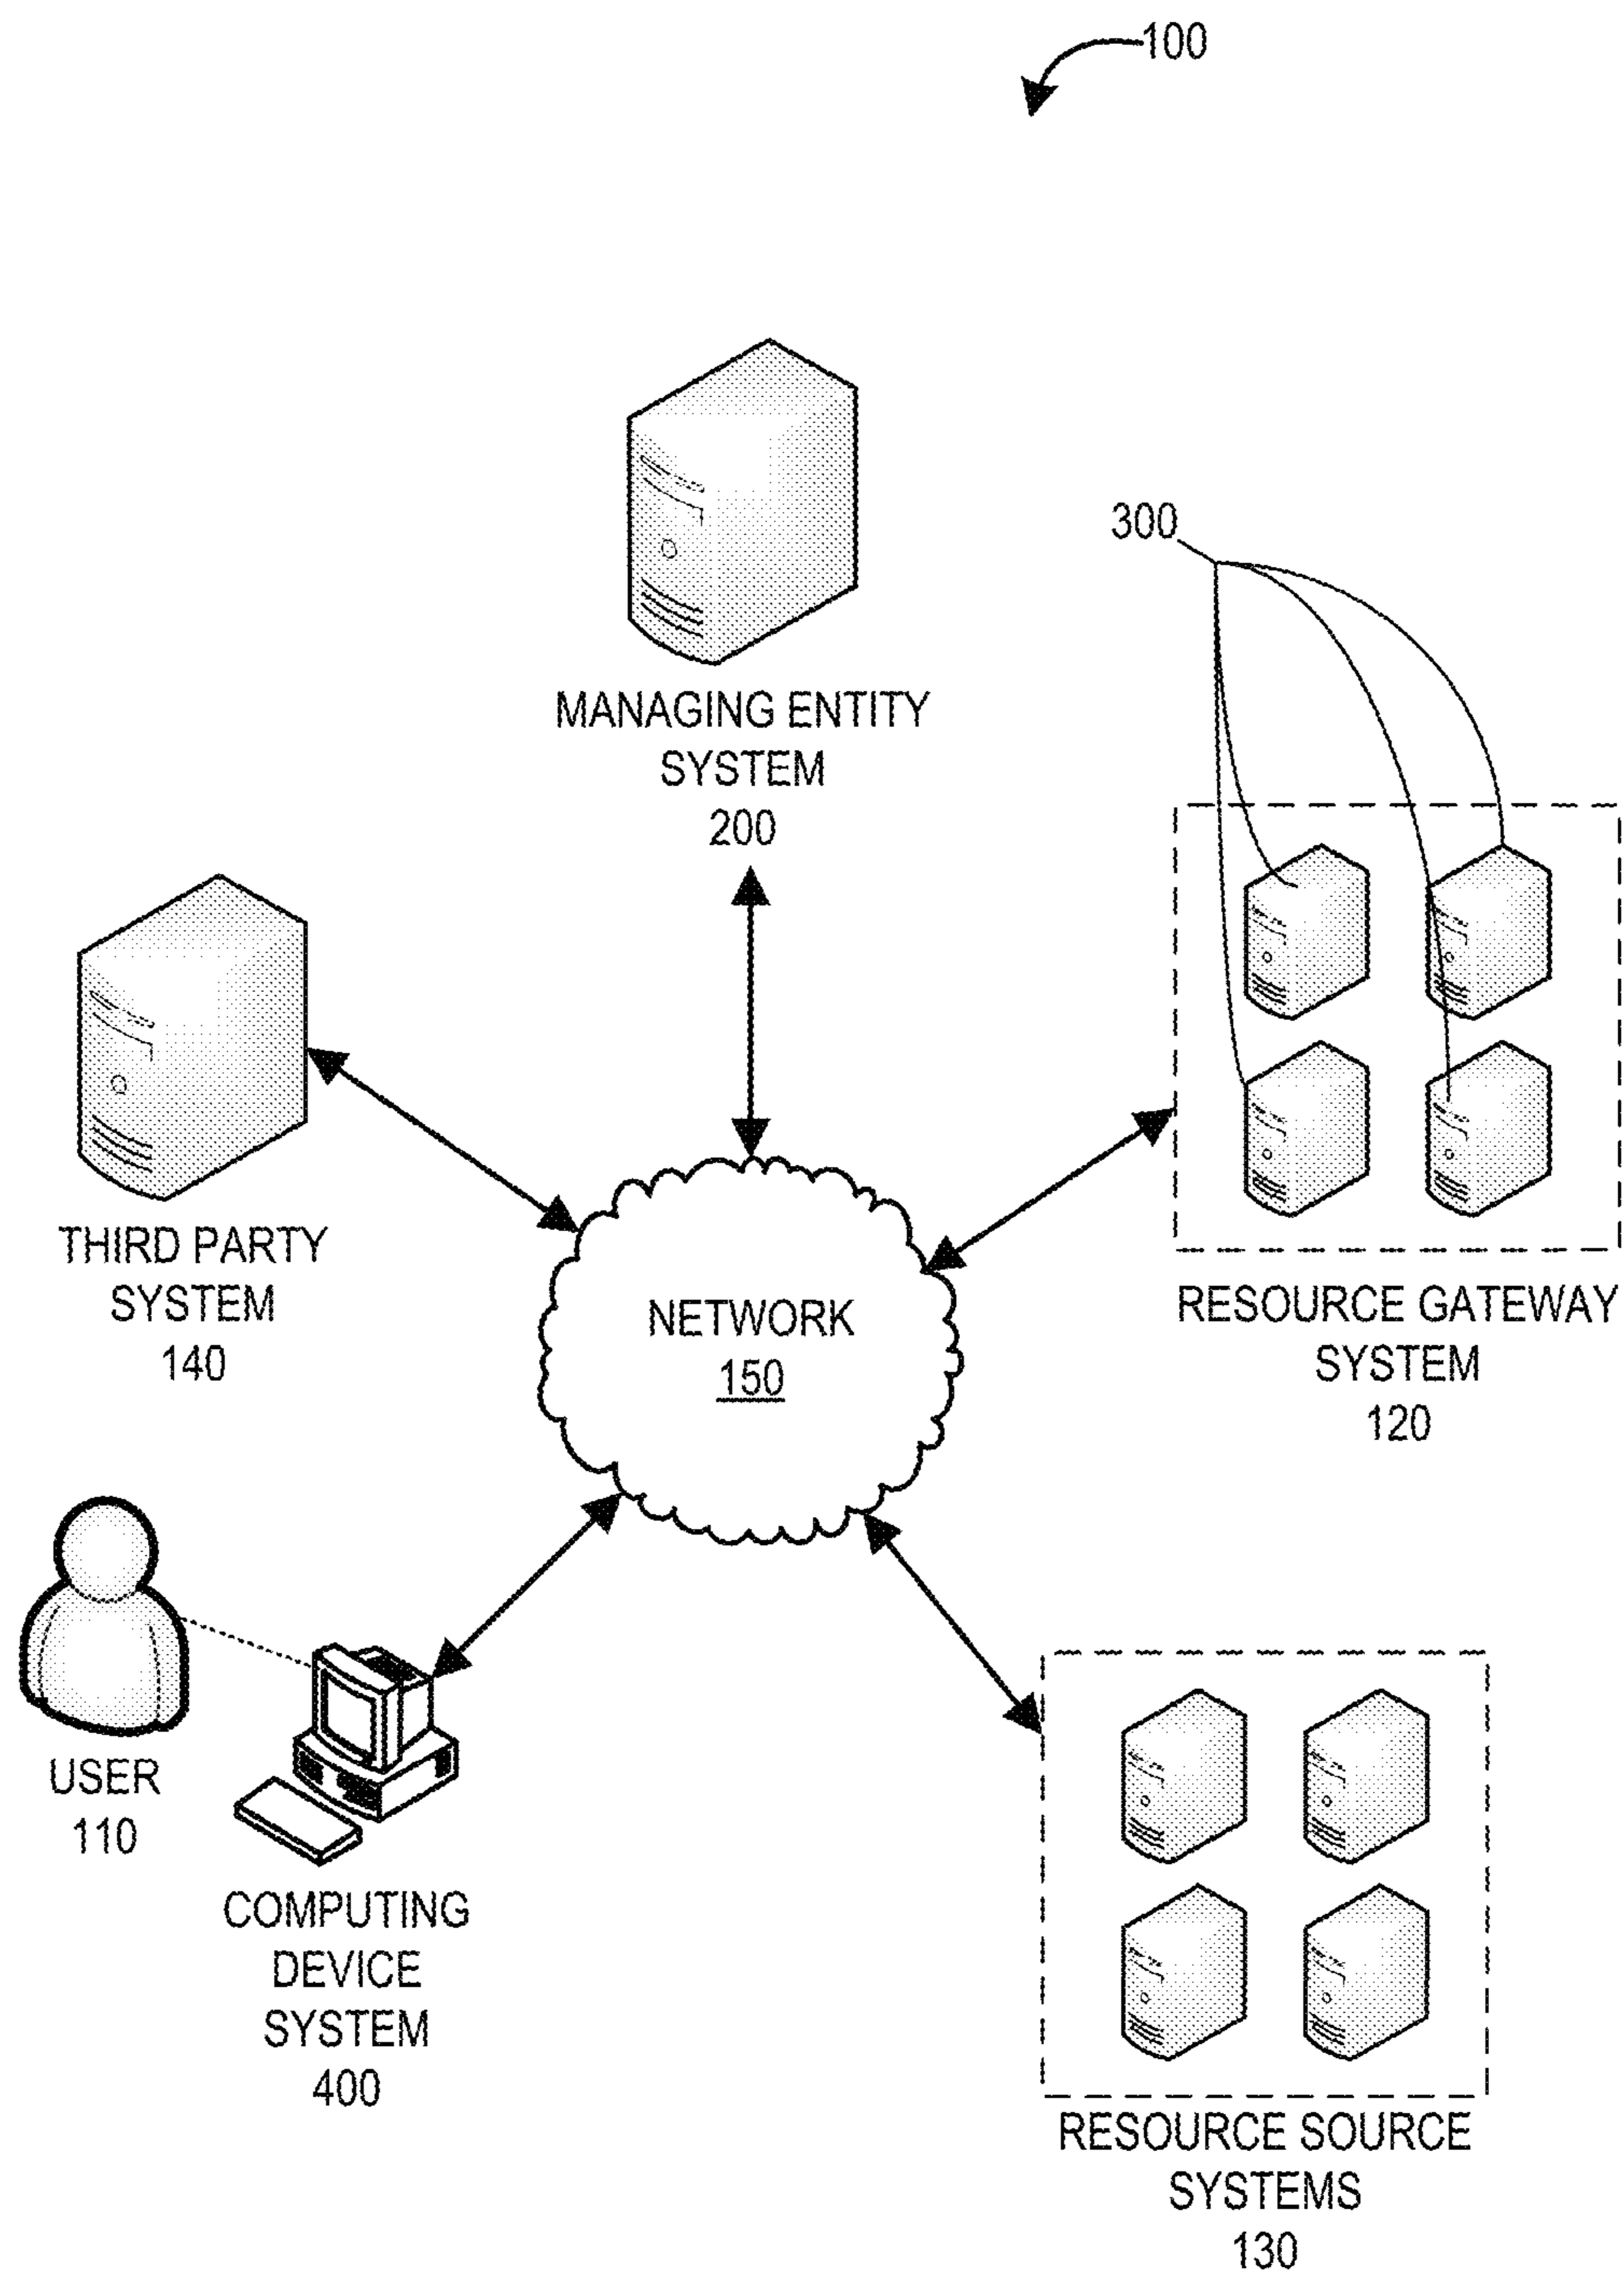 100
MANAGING ENTITY
SYSTEM
200
300
THIRD PARTY
SYSTEM
140
NETWORK
150
RESOURCE GATEWAY
SYSTEM
120
USER
110
COMPUTING
DEVICE
SYSTEM
400
RESOURCE SOURCE
SYSTEMS
130